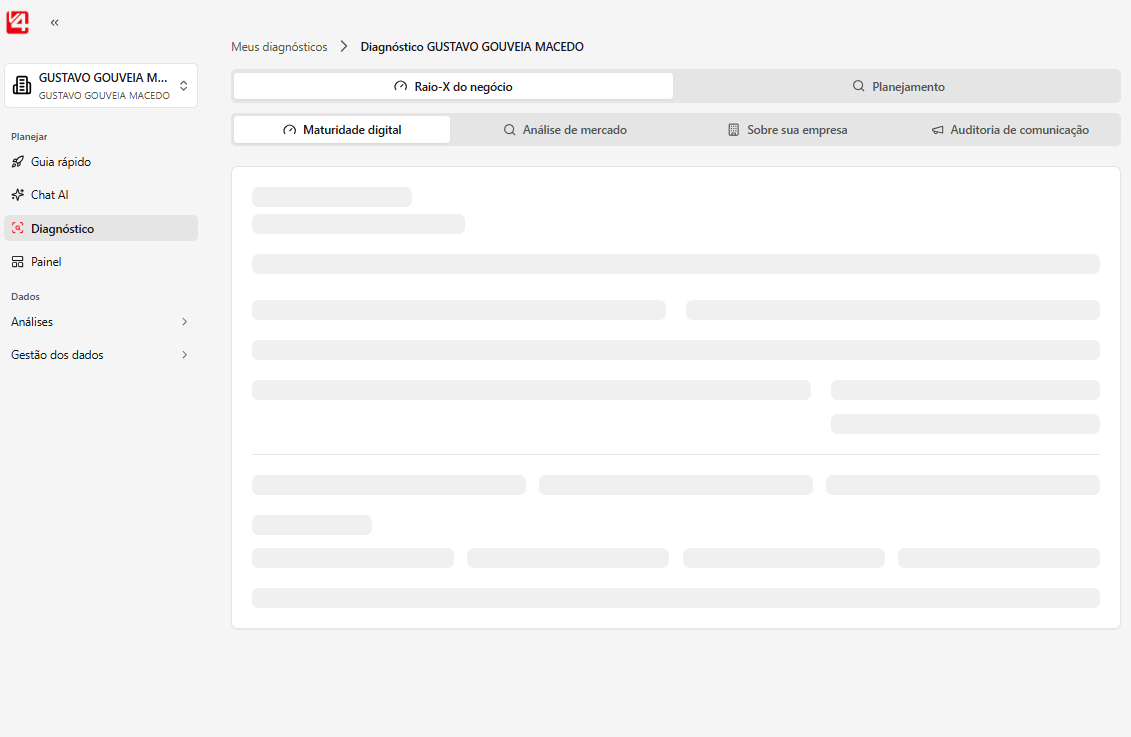 V4
«
Meus diagnósticos > Diagnóstico GUSTAVO GOUVEIA MACEDO
GUSTAVO GOUVEIA M...
GUSTAVO GOUVEIA MACEDO
Raio-X do negócio
Planejamento
Maturidade digital
Análise de mercado
Sobre sua empresa
Auditoria de comunicação
Planejar
Guia rápido
Chat AI
Diagnóstico
Painel
Dados
Análises
Gestão dos dados